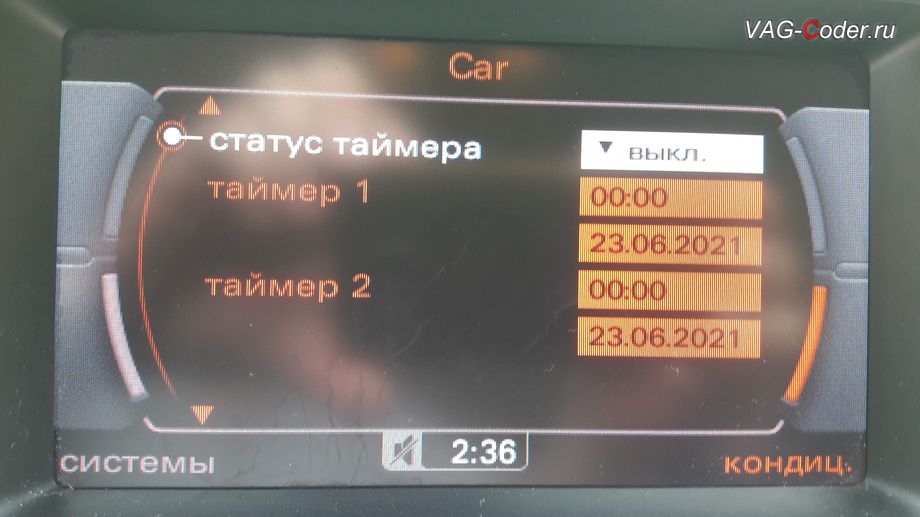 VAG-Coder.ru
Car
статус таймера ▼ выкл.
таймер 1 00:00
23.06.2021
таймер 2 00:00
23.06.2021
2:36
системы кондиц.